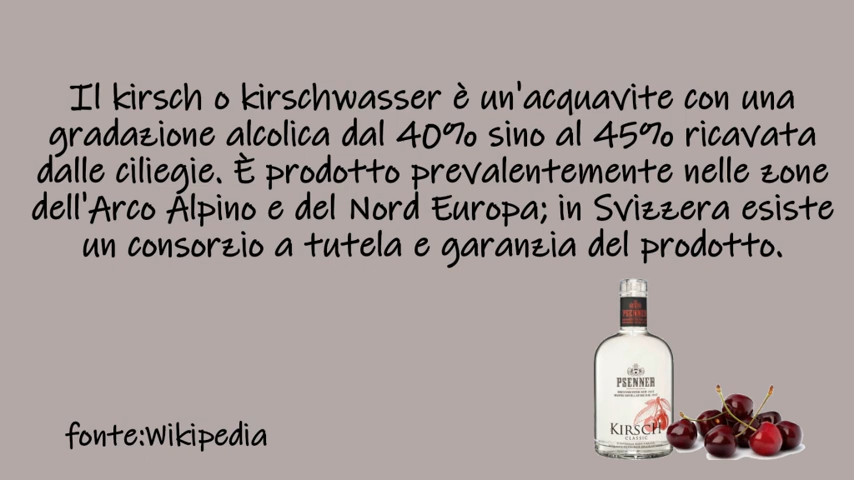 Il kirsch o kirschwasser è un'acquavite con una
gradazione alcolica dal 40% sino al 45% ricavata
dalle ciliegie. È prodotto prevalentemente nelle zone
dell'Arco Alpino e del Nord Europa; in Svizzera esiste
un consorzio a tutela e garanzia del prodotto.
PSENNER
PSENNER
KIRSCH
CLASSIC
fonte:Wikipedia